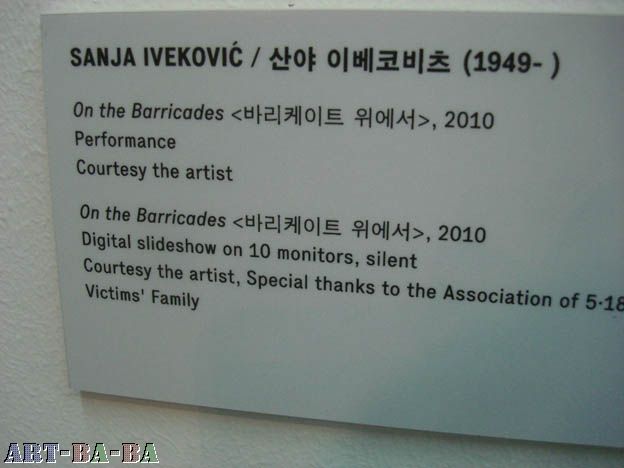 SANJA IVEKOVIĆ / 산야 이베코비츠 (1949- )
On the Barricades <바리케이트 위에서>, 2010
Performance
Courtesy the artist
On the Barricades <바리케이트 위에서>, 2010
Digital slideshow on 10 monitors, silent
Courtesy the artist, Special thanks to the Association of 5·18
Victims' Family
ART-BA-BA